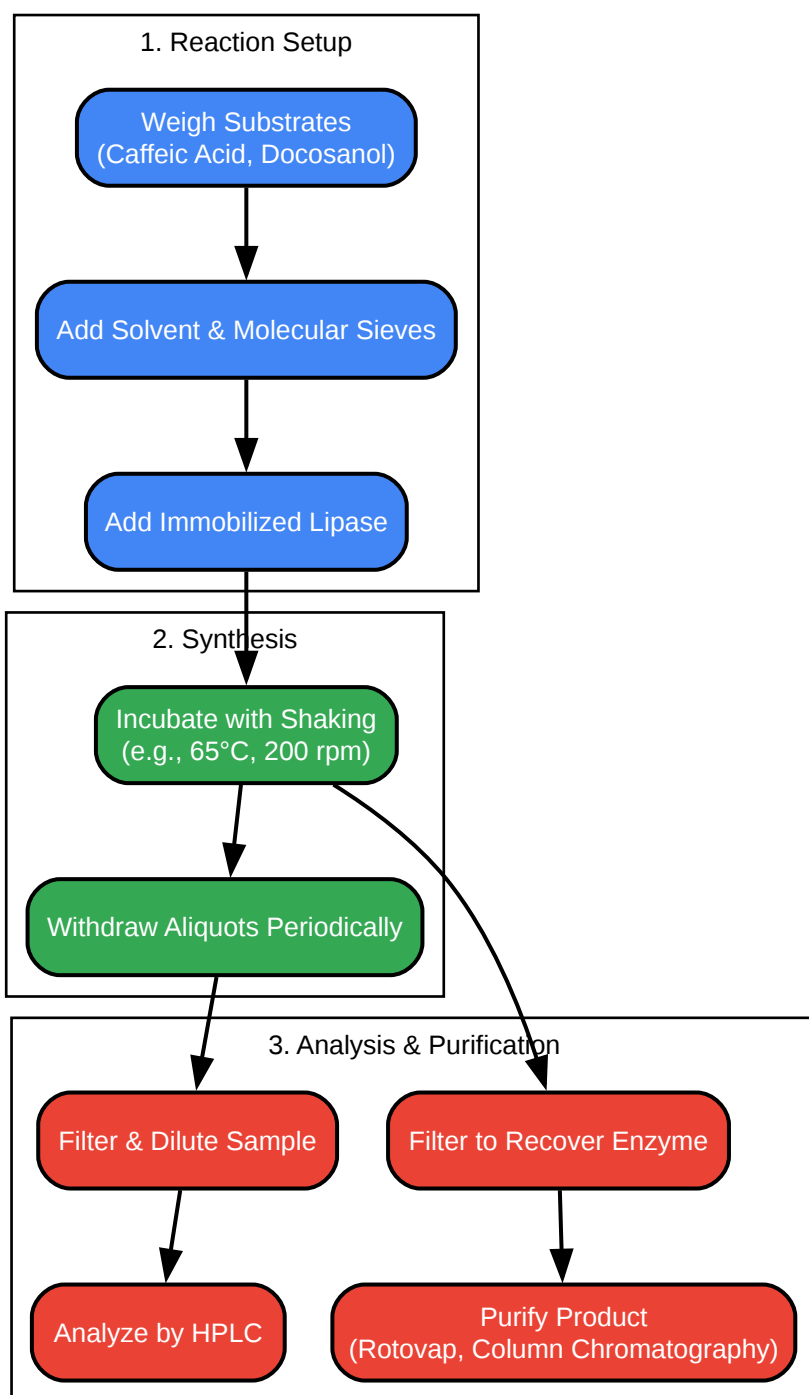 1. Reaction Setup
Weigh Substrates
(Caffeic Acid, Docosanol)
Add Solvent & Molecular Sieves
Add Immobilized Lipase
2. Synthesis
Incubate with Shaking
(e.g., 65°C, 200 rpm)
Withdraw Aliquots Periodically
3. Analysis & Purification
Filter & Dilute Sample
Filter to Recover Enzyme
Analyze by HPLC
Purify Product
(Rotovap, Column Chromatography)